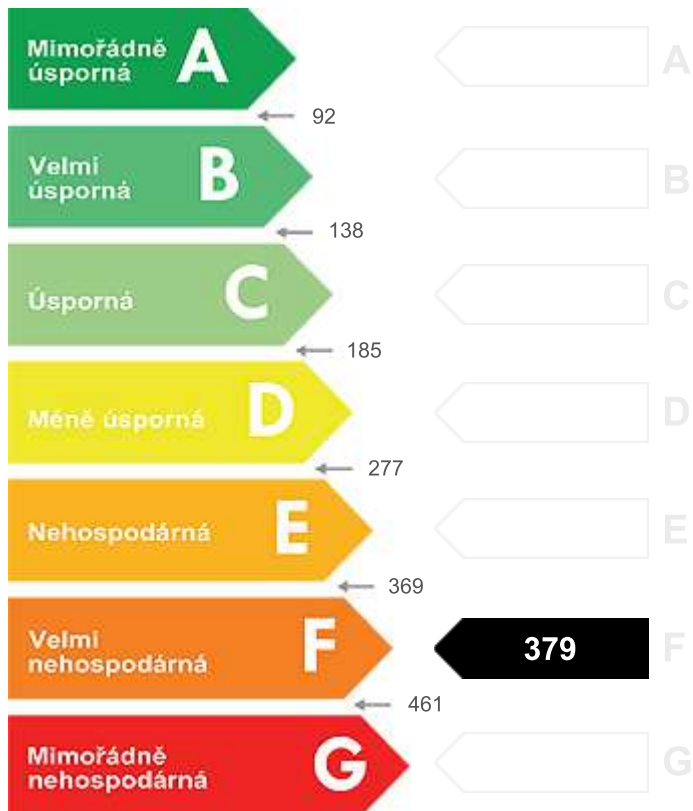 Mimořádně
úsporná
A
A
92
Velmi
úsporná
B
B
138
Úsporná
C
C
185
Méně úsporná
D
D
277
Nehospodárná
E
E
369
Velmi
nehospodárná
F
379
F
461
Mimořádně
nehospodárná
G
G